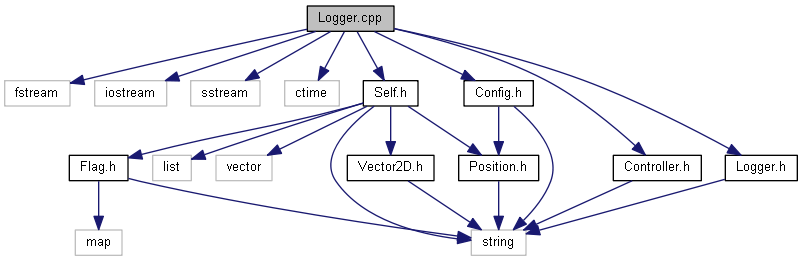 Logger.cpp
fstream
iostream
sstream
ctime
Self.h
Config.h
Flag.h
list
vector
Vector2D.h
Position.h
Controller.h
Logger.h
map
string